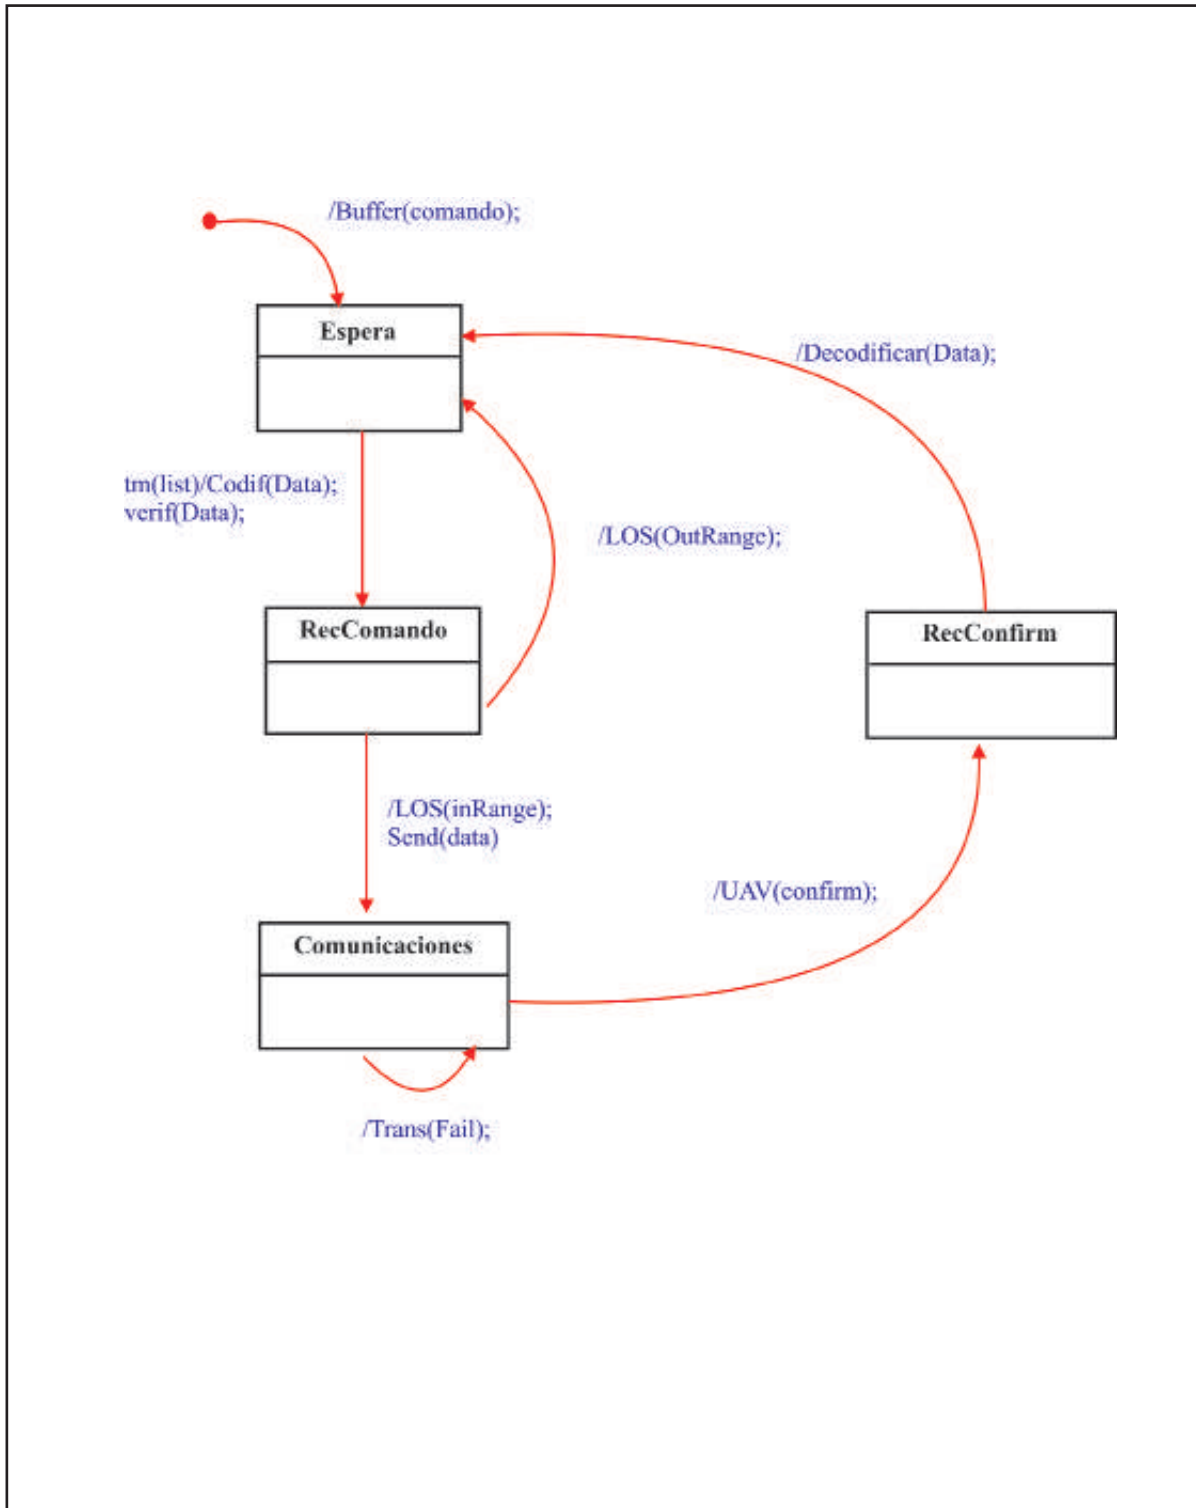 /Buffer(comando);
Espera
/Decodificar(Data);
tm(list)/Codif(Data);
verif(Data);
/LOS(OutRange);
RecComando
RecConfirm
/LOS(inRange);
Send(data)
/UAV(confirm);
Comunicaciones
/Trans(Fail);